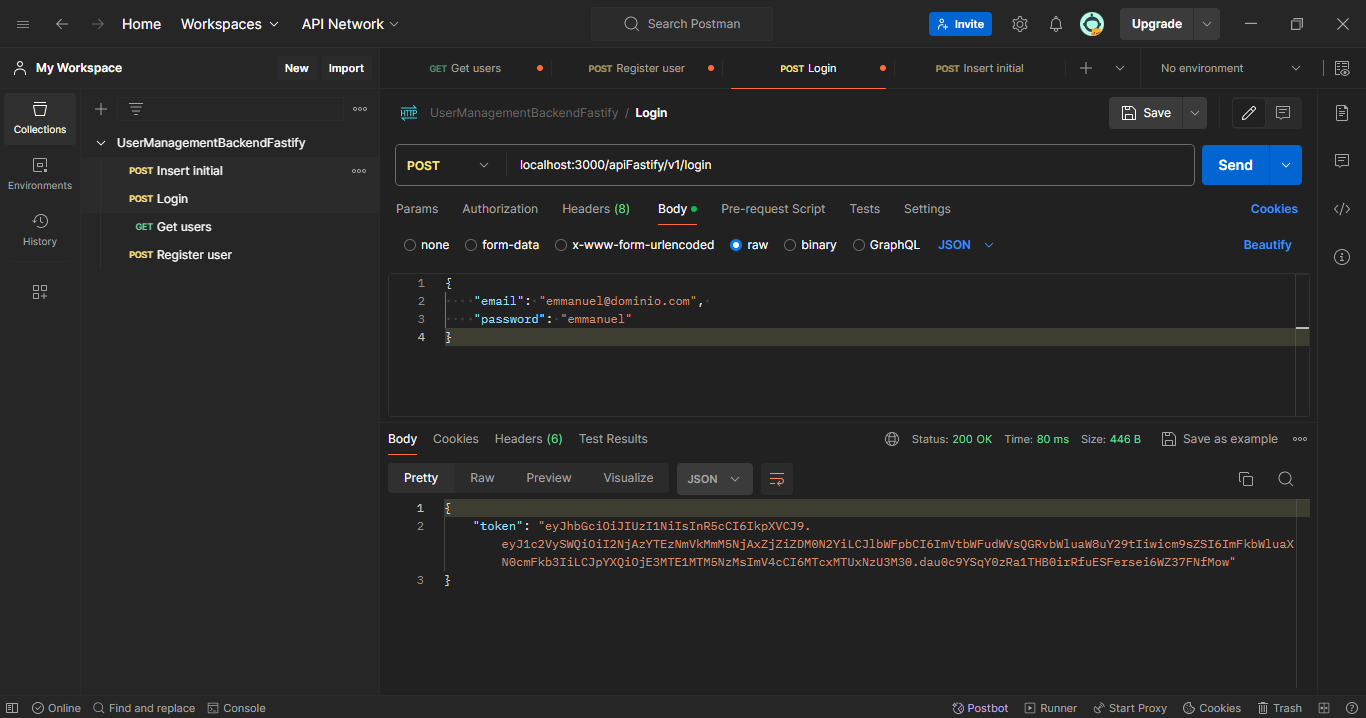 Home Workspaces API Network Search Postman Invite Upgrade
My Workspace New Import GET Get users POST Register user POST Login POST Insert initial No environment
Collections
Environments
History
UserManagementBackendFastify
POST Insert initial
POST Login
GET Get users
POST Register user
HTTP UserManagementBackendFastify / Login Save
POST localhost:3000/apiFastify/v1/login Send
Params Authorization Headers (8) Body Pre-request Script Tests Settings Cookies
none form-data x-www-form-urlencoded raw binary GraphQL JSON Beautify
1 {
2 "email": "emmanuel@dominio.com",
3 "password": "emmanuel"
4 }
Body Cookies Headers (6) Test Results Status: 200 OK Time: 80 ms Size: 446 B Save as example
Pretty Raw Preview Visualize JSON
1 {
2 "token": "eyJhbGciOiJIUzI1NiIsInR5cCI6IkpXVCJ9.
eyJ1c2VySWQiOiI2NjAzYTEzNmVkMmM5NjAxZjZiZDM0N2YiLCJlbWFpbCI6ImVtbWFudWVsQGRvbWluaW8uY29tIiwicm9sZSI6ImFkbWluaX
N0cmFkb3IiLCJpYXQiOjE3MTE1MTM5NzMsImV4cCI6MTcxMTUxNzU3M30.dau0c9YSqY0zRa1THB0irRfuESFersei6WZ37FNfMow"
3 }
Online Find and replace Console Postbot Runner Start Proxy Cookies Trash